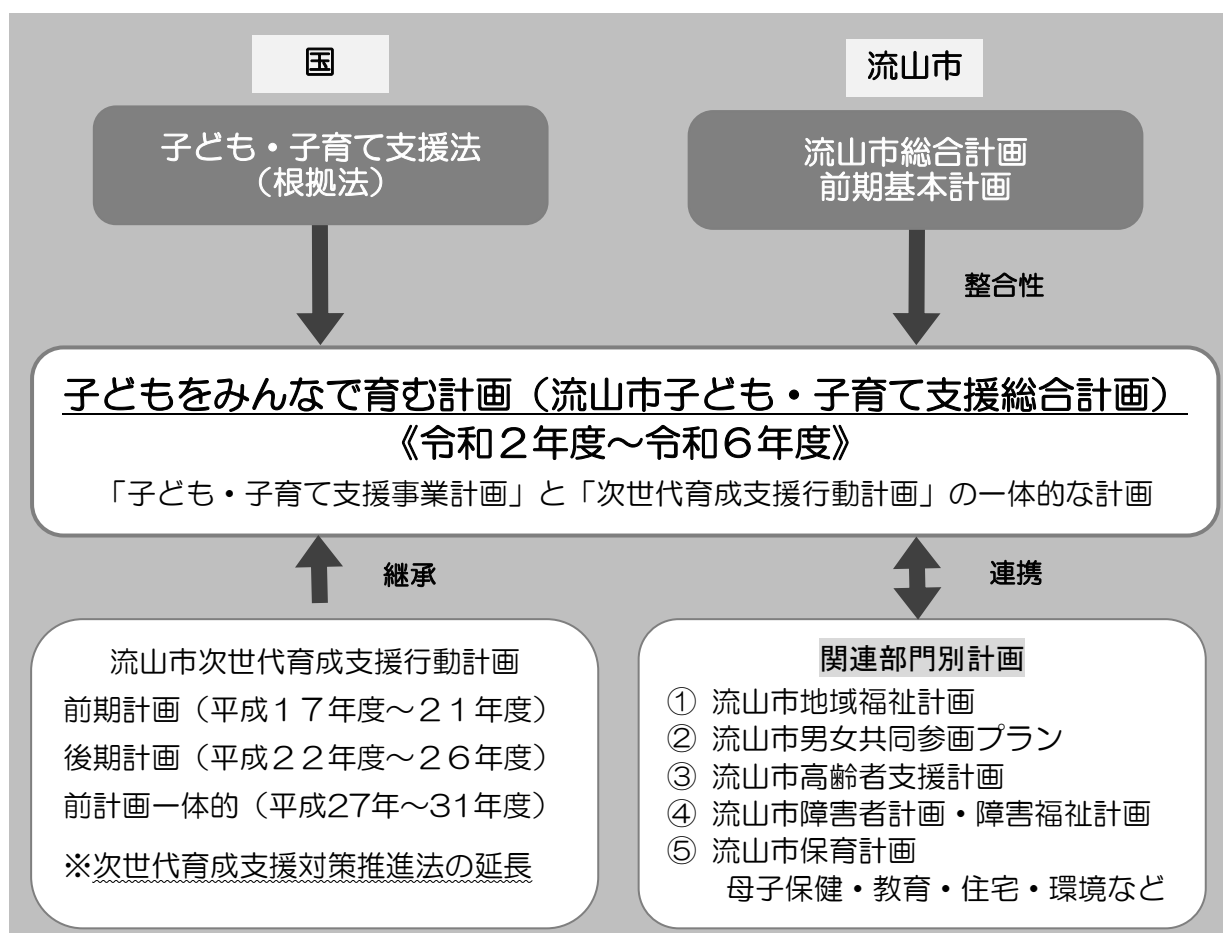 国
流山市
子ども・子育て支援法
（根拠法）
流山市総合計画
前期基本計画
整合性
子どもをみんなで育む計画（流山市子ども・子育て支援総合計画）
《令和２年度～令和６年度》
「子ども・子育て支援事業計画」と「次世代育成支援行動計画」の一体的な計画
継承
連携
流山市次世代育成支援行動計画
前期計画（平成１７年度～２１年度）
後期計画（平成２２年度～２６年度）
前計画一体的（平成27年～31年度）
※次世代育成支援対策推進法の延長
関連部門別計画
① 流山市地域福祉計画
② 流山市男女共同参画プラン
③ 流山市高齢者支援計画
④ 流山市障害者計画・障害福祉計画
⑤ 流山市保育計画
母子保健・教育・住宅・環境など